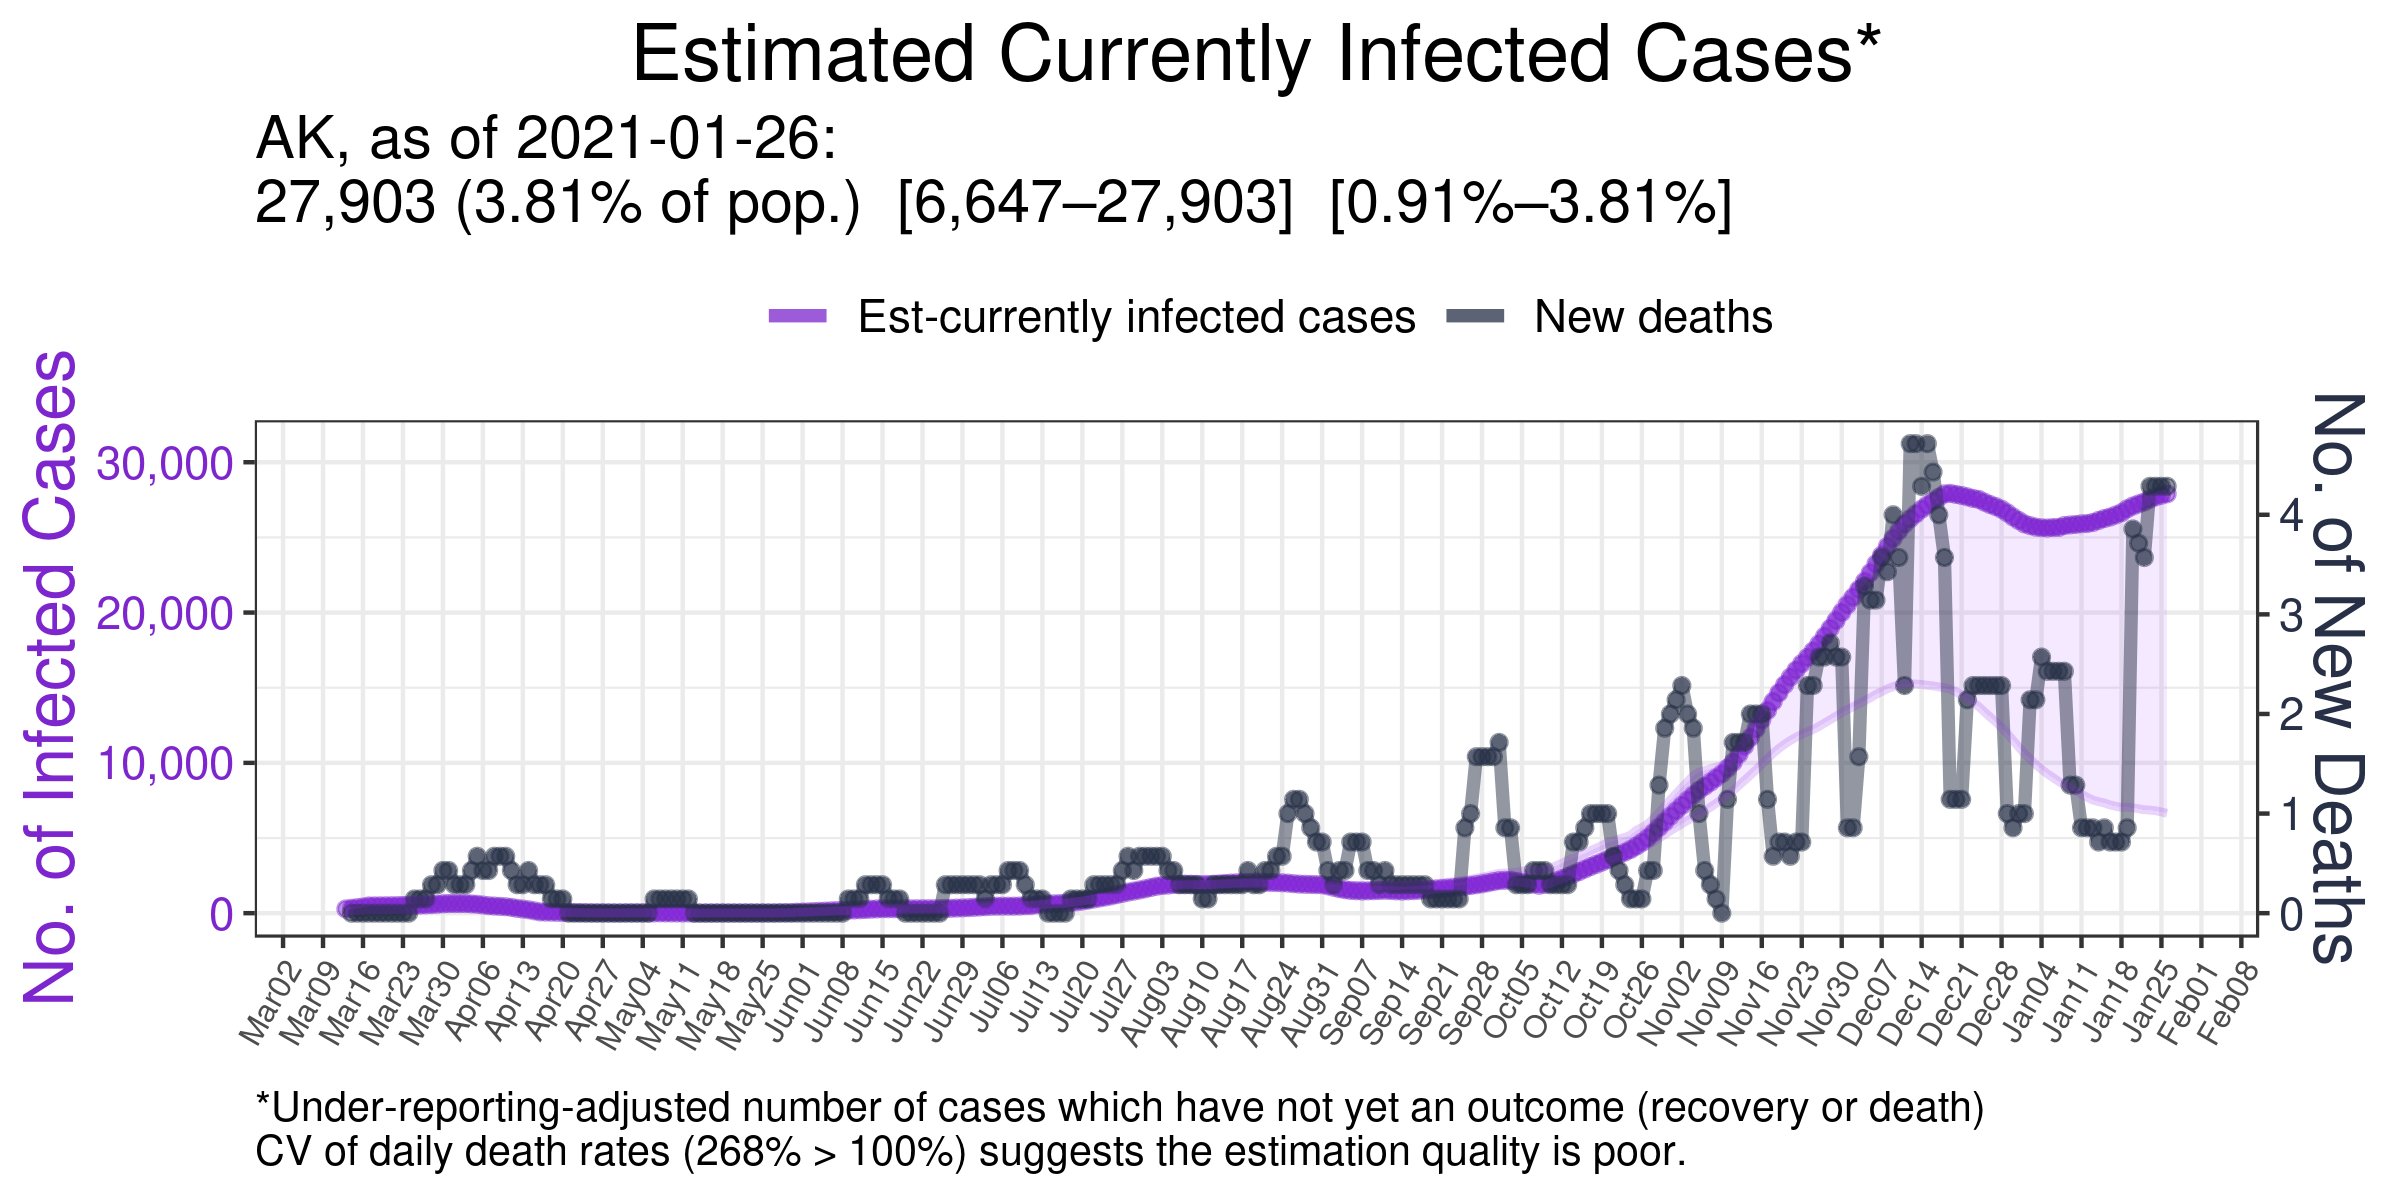 Estimated Currently Infected Cases*
AK, as of 2021-01-26:
27,903 (3.81% of pop.)  [6,647–27,903]  [0.91%–3.81%]
Est-currently infected cases
New deaths
No. of Infected Cases
30,000
20,000
10,000
0
4
3
2
1
0
No. of New Deaths
Mar02
Mar09
Mar16
Mar23
Mar30
Apr06
Apr13
Apr20
Apr27
May04
May11
May18
May25
Jun01
Jun08
Jun15
Jun22
Jun29
Jul06
Jul13
Jul20
Jul27
Aug03
Aug10
Aug17
Aug24
Aug31
Sep07
Sep14
Sep21
Sep28
Oct05
Oct12
Oct19
Oct26
Nov02
Nov09
Nov16
Nov23
Nov30
Dec07
Dec14
Dec21
Dec28
Jan04
Jan11
Jan18
Jan25
Feb01
Feb08
*Under-reporting-adjusted number of cases which have not yet an outcome (recovery or death)
CV of daily death rates (268% > 100%) suggests the estimation quality is poor.